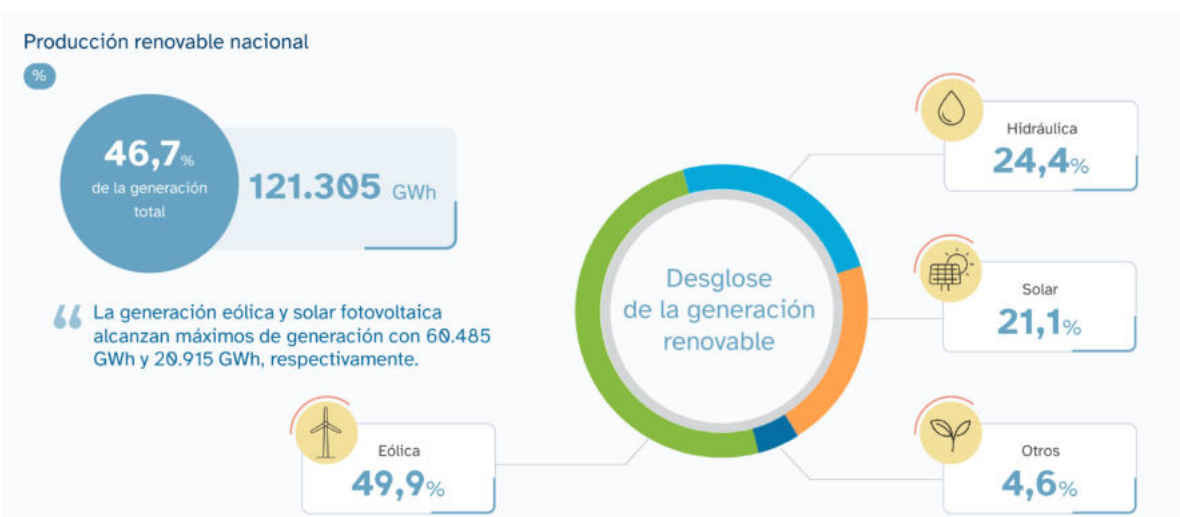 Producción renovable nacional
%
46,7%
de la generación
total
121.305 GWh
“ La generación eólica y solar fotovoltaica
alcanzan máximos de generación con 60.485
GWh y 20.915 GWh, respectivamente.
Desglose
de la generación
renovable
Hidráulica
24,4%
Solar
21,1%
Otros
4,6%
Eólica
49,9%